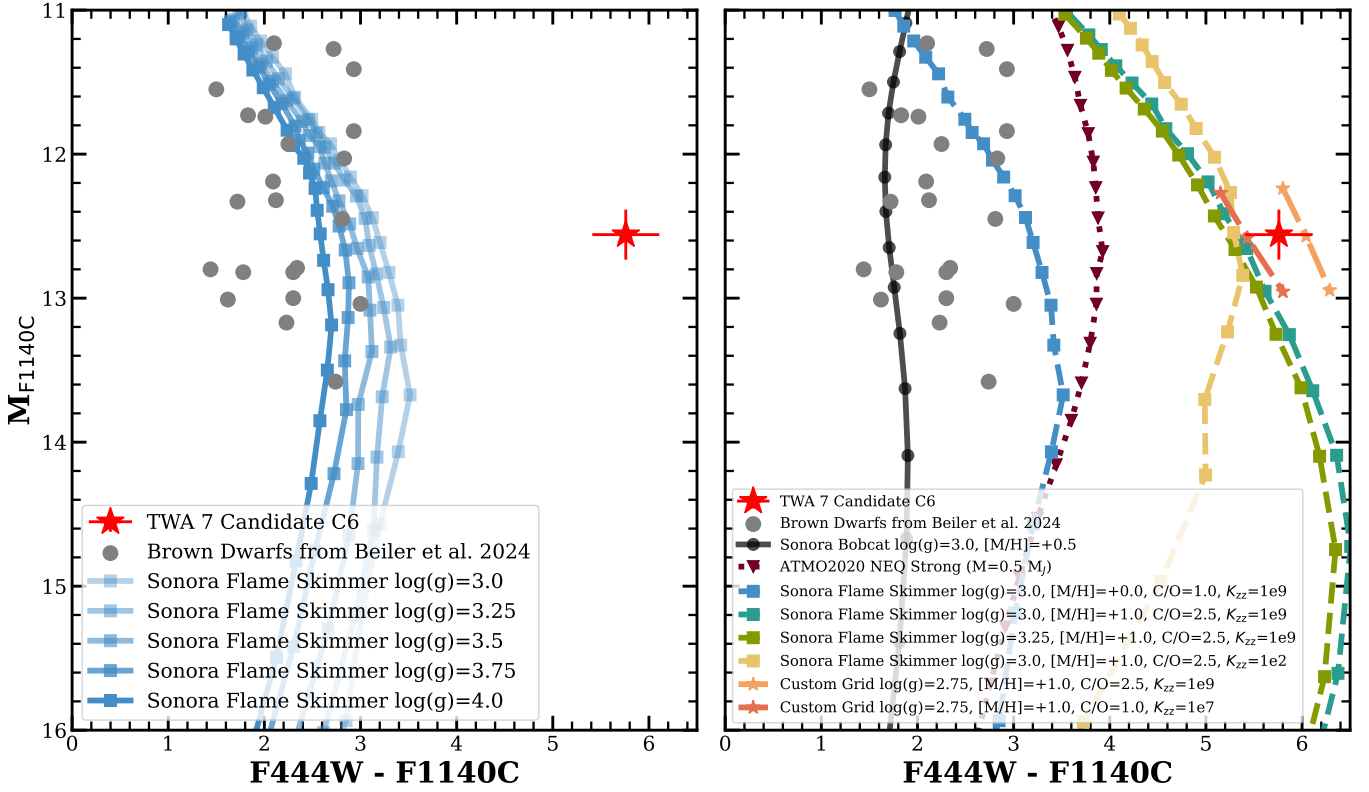 11
12
13
14
15
16
M_F1140C
0 1 2 3 4 5 6
F444W - F1140C
TWA 7 Candidate C6
Brown Dwarfs from Beiler et al. 2024
Sonora Flame Skimmer log(g)=3.0
Sonora Flame Skimmer log(g)=3.25
Sonora Flame Skimmer log(g)=3.5
Sonora Flame Skimmer log(g)=3.75
Sonora Flame Skimmer log(g)=4.0
0 1 2 3 4 5 6
F444W - F1140C
TWA 7 Candidate C6
Brown Dwarfs from Beiler et al. 2024
Sonora Bobcat log(g)=3.0, [M/H]=+0.5
ATMO2020 NEQ Strong (M=0.5 M_J)
Sonora Flame Skimmer log(g)=3.0, [M/H]=+0.0, C/O=1.0, K_zz=1e9
Sonora Flame Skimmer log(g)=3.0, [M/H]=+1.0, C/O=2.5, K_zz=1e9
Sonora Flame Skimmer log(g)=3.25, [M/H]=+1.0, C/O=2.5, K_zz=1e9
Sonora Flame Skimmer log(g)=3.0, [M/H]=+1.0, C/O=2.5, K_zz=1e2
Custom Grid log(g)=2.75, [M/H]=+1.0, C/O=2.5, K_zz=1e9
Custom Grid log(g)=2.75, [M/H]=+1.0, C/O=1.0, K_zz=1e7